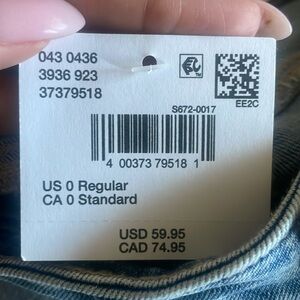 043 0436
3936 923
37379518
EE2C
S672-0017
4 00373 79518 1
US 0 Regular
CA 0 Standard
USD 59.95
CAD 74.95